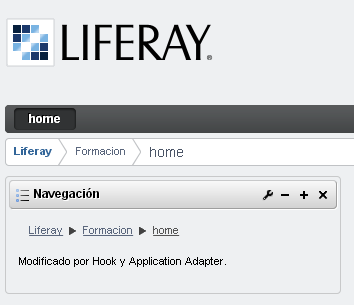 LIFERAY.
home
Liferay Formacion home
Navegación
Liferay ▶ Formacion ▶ home
Modificado por Hook y Application Adapter.